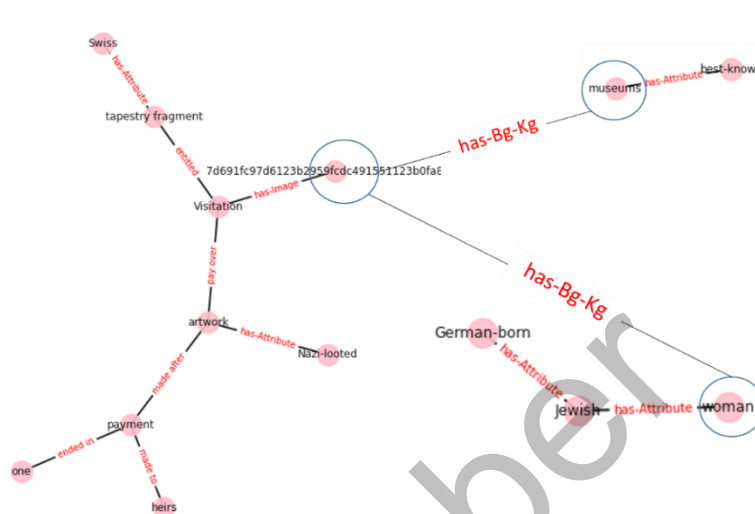 Swiss
has-Attribute
tapestry fragment
entitled
Visitation
has-Image
7d691fc97d6123b2959fcdc491551123b0fa8
has-Bg-Kg
museums
has-Attribute
best-know
has-Bg-Kg
pay over
artwork
has-Attribute
Nazi-looted
made after
payment
ended in
one
made to
heirs
German-born
has-Attribute
Jewish
has-Attribute
woman
ber